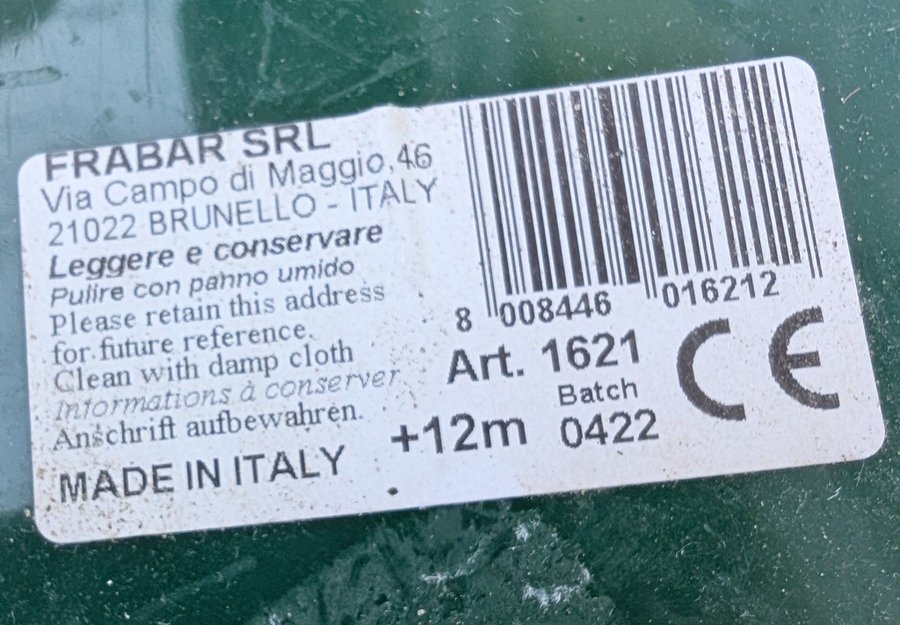 FRABAR SRL
Via Campo di Maggio,46
21022 BRUNELLO - ITALY
Leggere e conservare
Pulire con panno umido
Please retain this address
for.future reference.
Clean with damp cloth
Informations à conserver
Anschrift aufbewahren.
MADE IN ITALY
8 008446 016212
Art. 1621
+12m
Batch
0422
CE